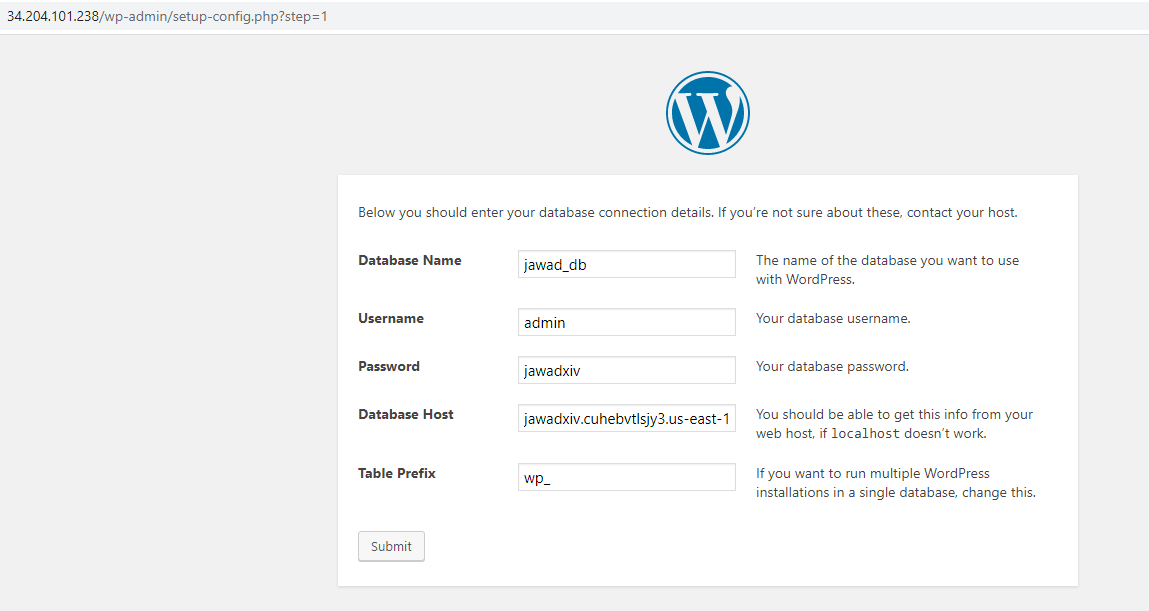 34.204.101.238/wp-admin/setup-config.php?step=1
Below you should enter your database connection details. If you’re not sure about these, contact your host.
Database Name
jawad_db
The name of the database you want to use
with WordPress.
Username
admin
Your database username.
Password
jawadxiv
Your database password.
Database Host
jawadxiv.cuhebvtlsjy3.us-east-1
You should be able to get this info from your
web host, if localhost doesn’t work.
Table Prefix
wp_
If you want to run multiple WordPress
installations in a single database, change this.
Submit